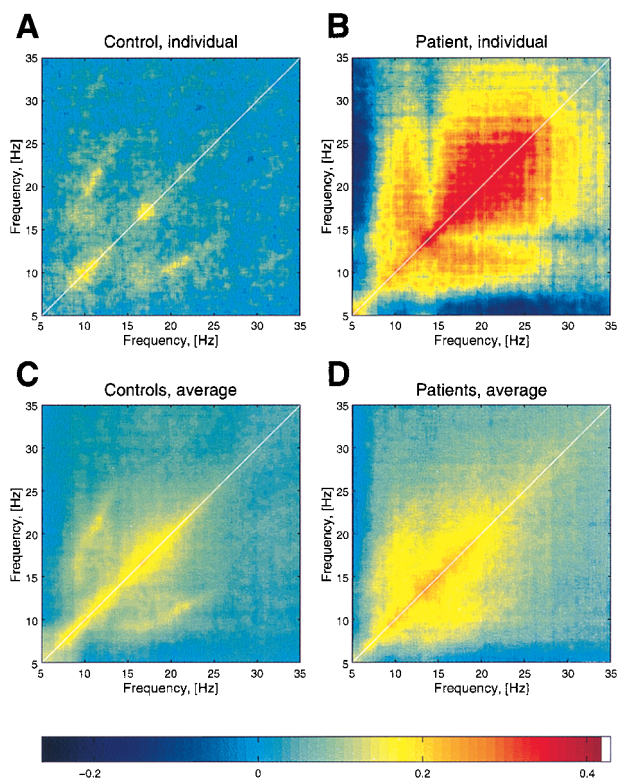 A
Control, individual
35
30
25
20
15
10
5
Frequency, [Hz]
5 10 15 20 25 30 35
Frequency, [Hz]
B
Patient, individual
35
30
25
20
15
10
5
Frequency, [Hz]
5 10 15 20 25 30 35
Frequency, [Hz]
C
Controls, average
35
30
25
20
15
10
5
Frequency, [Hz]
5 10 15 20 25 30 35
Frequency, [Hz]
D
Patients, average
35
30
25
20
15
10
5
Frequency, [Hz]
5 10 15 20 25 30 35
Frequency, [Hz}
−0.2 0 0.2 0.4